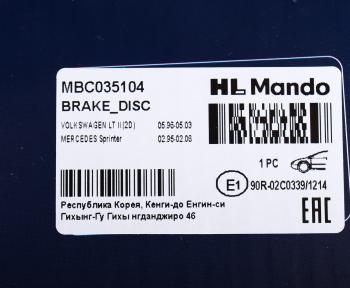 MBC035104
BRAKE_DISC
HL Mando
VOLKSWAGEN LT II(2D) 05.96-05.03
MERCEDES Sprinter 02.95-02.06
1 PC
E1 90R-02C0339/1214
Республика Корея, Кенги-до Енгин-си
Гихынг-Гу Гихы нгданджиро 46
EAC